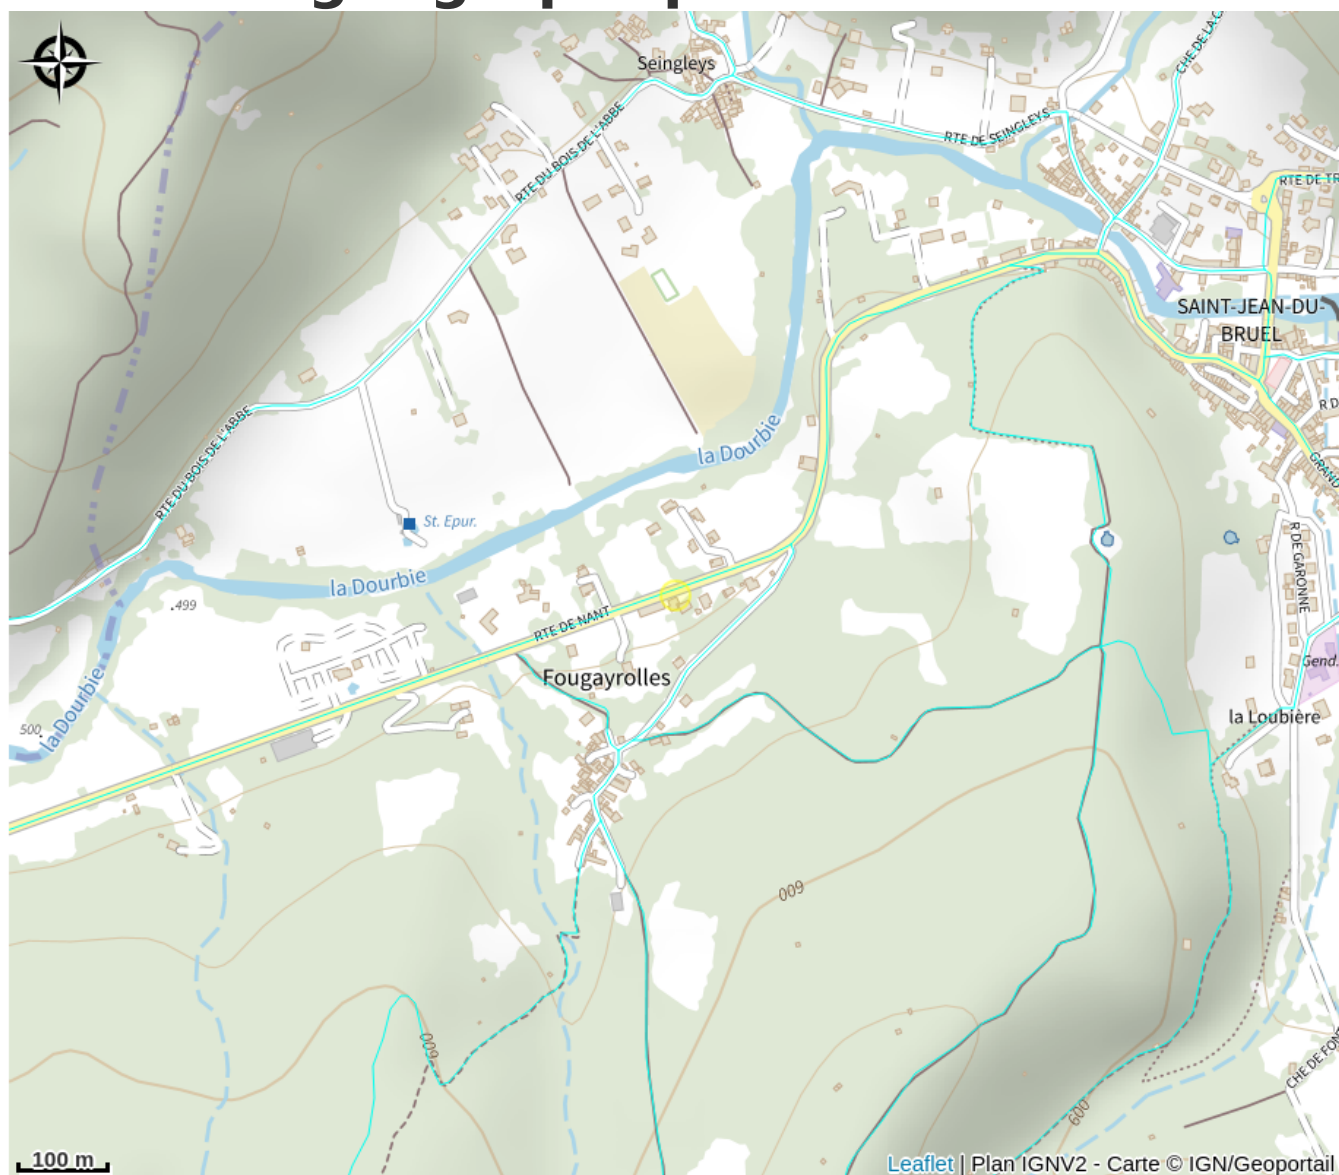 Seingleys
CHE DE LA C
RTE DU BOIS DE L'ABBE
RTE DE SEINGLEYS
RTE DE TR
SAINT-JEAN-DU-
BRUEL
R D
GRAND
RTE DU BOIS DE L'ABBE
la Dourbie
St. Epur.
la Dourbie
R DE GARONNE
.499
RTE DE NANT
Fougayrolles
Gend.
la Dourbie
500.
la Loubière
600
600
600
CHE DE FON
100 m
Leaflet | Plan IGNV2 - Carte © IGN/Geoportail